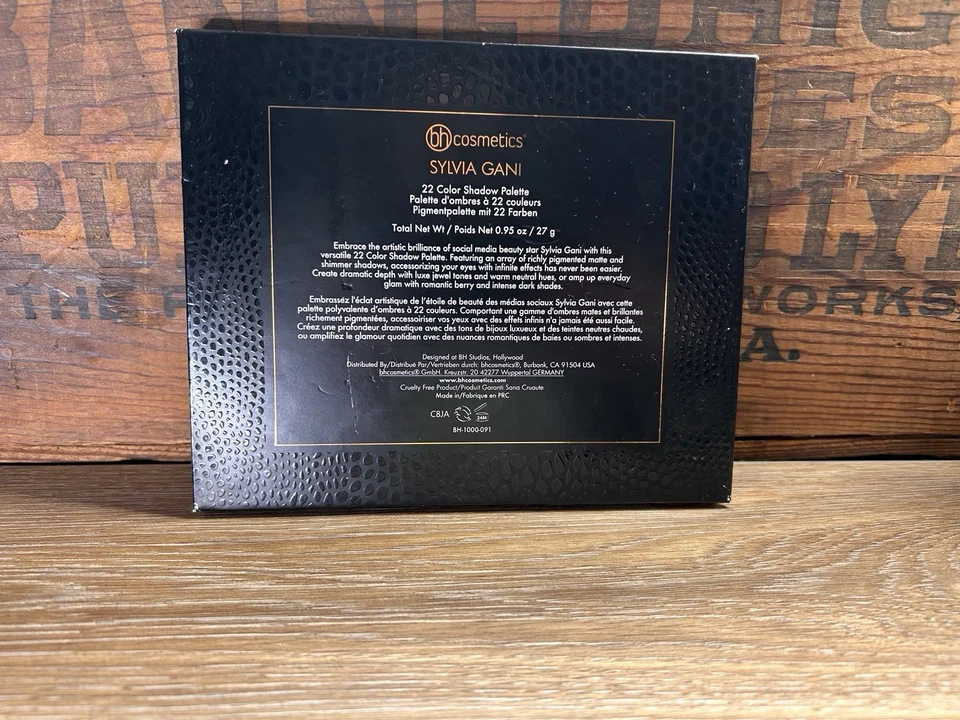 bh cosmetics®
SYLVIA GANI
22 Color Shadow Palette
Palette d'ombres à 22 couleurs
Pigmentpalette mit 22 Farben
Total Net Wt / Poids Net 0.95 oz / 27 g
Embrace the artistic brilliance of social media beauty star Sylvia Gani with this
versatile 22 Color Shadow Palette. Featuring an array of richly pigmented matte and
shimmer shadows, accessorizing your eyes with infinite effects has never been easier.
Create dramatic depth with luxe jewel tones and warm neutral hues, or amp up everyday
glam with romantic berry and intense dark shades.
Embrasséz l'éclat artistique de l'étoile de beauté des médias sociaux Sylvia Gani avec cette
palette polyvalente d'ombres à 22 couleurs. Comportant une gamme d'ombres mates et brillantes
richement pigmentées, accessoiriser vos yeux avec des effets infinis n'a jamais été aussi facile.
Créez une profondeur dramatique avec des tons de bijoux luxueux et des teintes neutres chaudes,
ou amplifiez le glamour quotidien avec des nuances romantiques de baies ou sombres et intenses.
Designed at BH Studios, Hollywood
Distributed By/Distribué Par/Vertrieben durch: bhcosmetics®, Burbank, CA 91504 USA
bhcosmetics® GmbH, Kreuzstr. 20 42277 Wuppertal GERMANY
www.bhcosmetics.com
Cruelty Free Product/Produit Garanti Sans Cruaute
Made in/Fabrique en PRC
C8JA 24M
BH-1000-091
THE
WORKS
A.